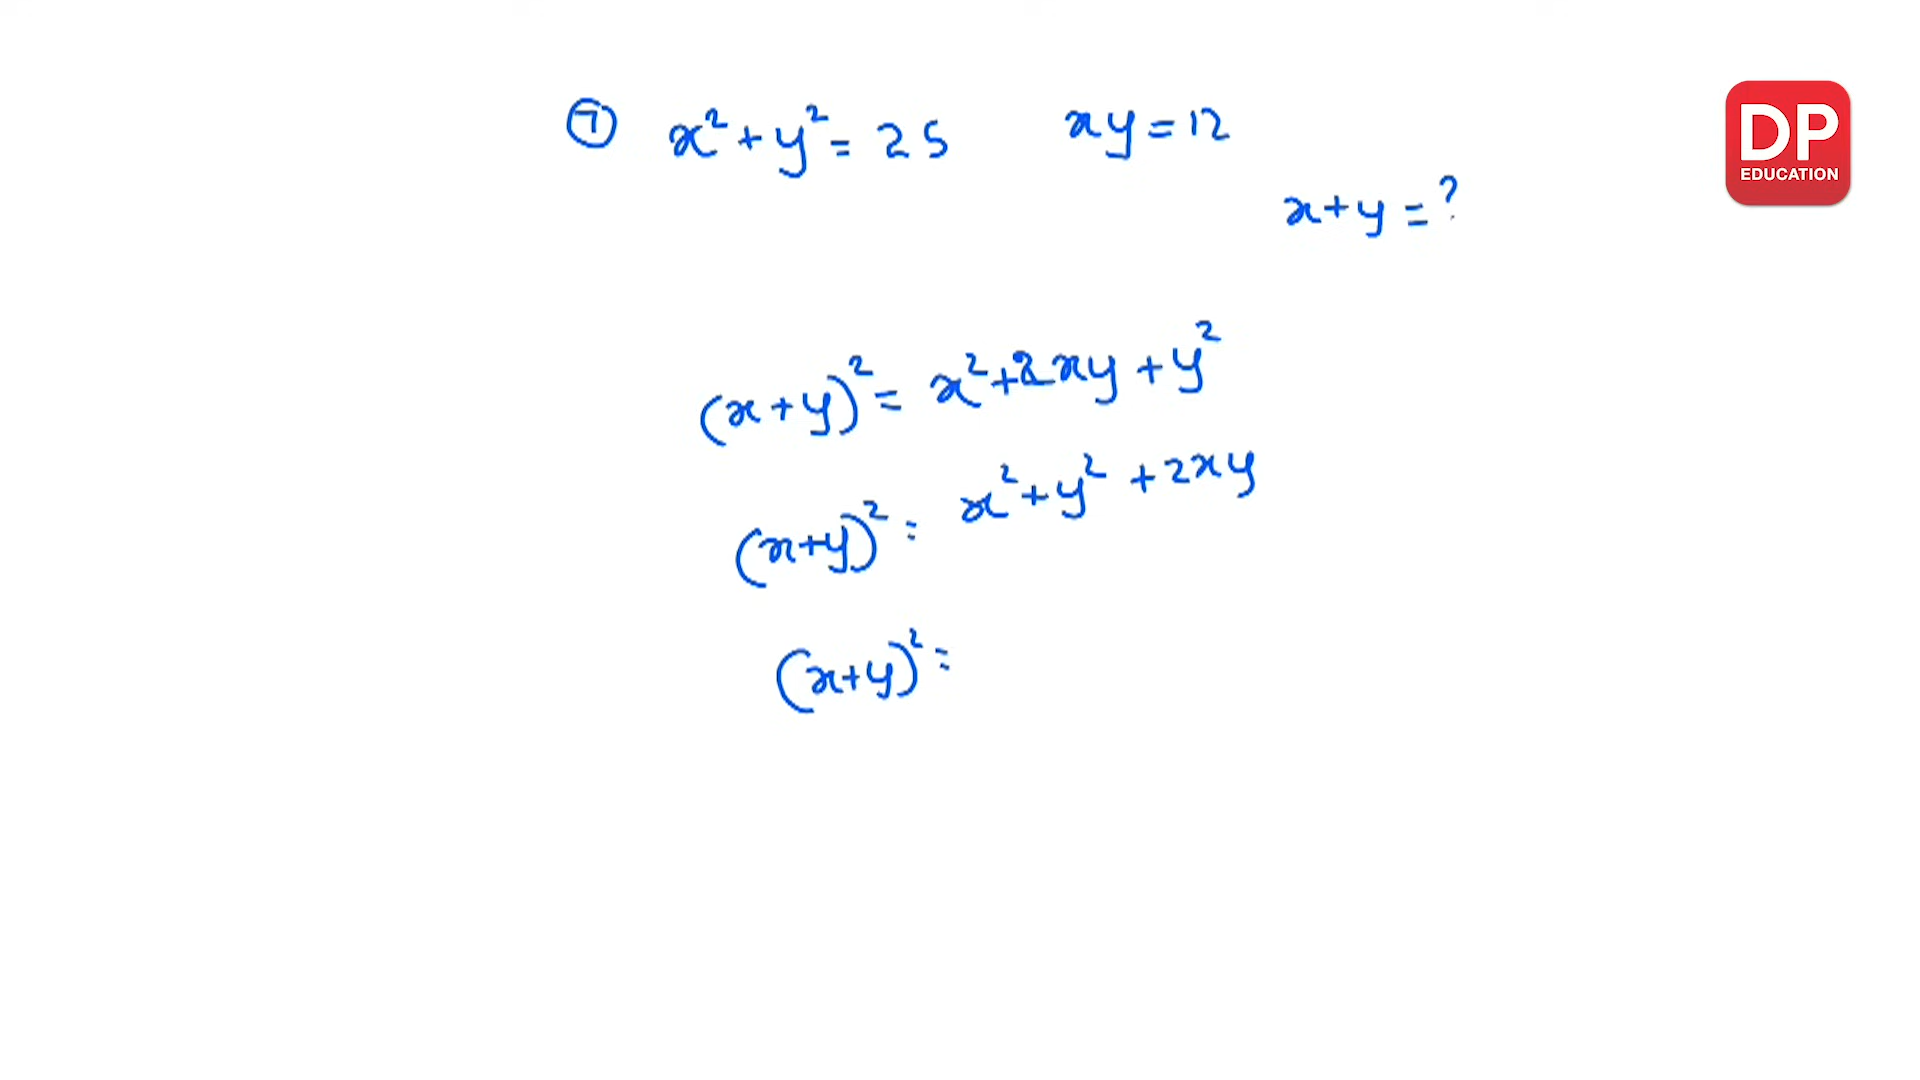 ⑦ x² + y² = 25 xy = 12
x + y = ?
(x+y)² = x² + 2xy + y²
(x+y)² = x² + y² + 2xy
(x+y)² =
DP
EDUCATION